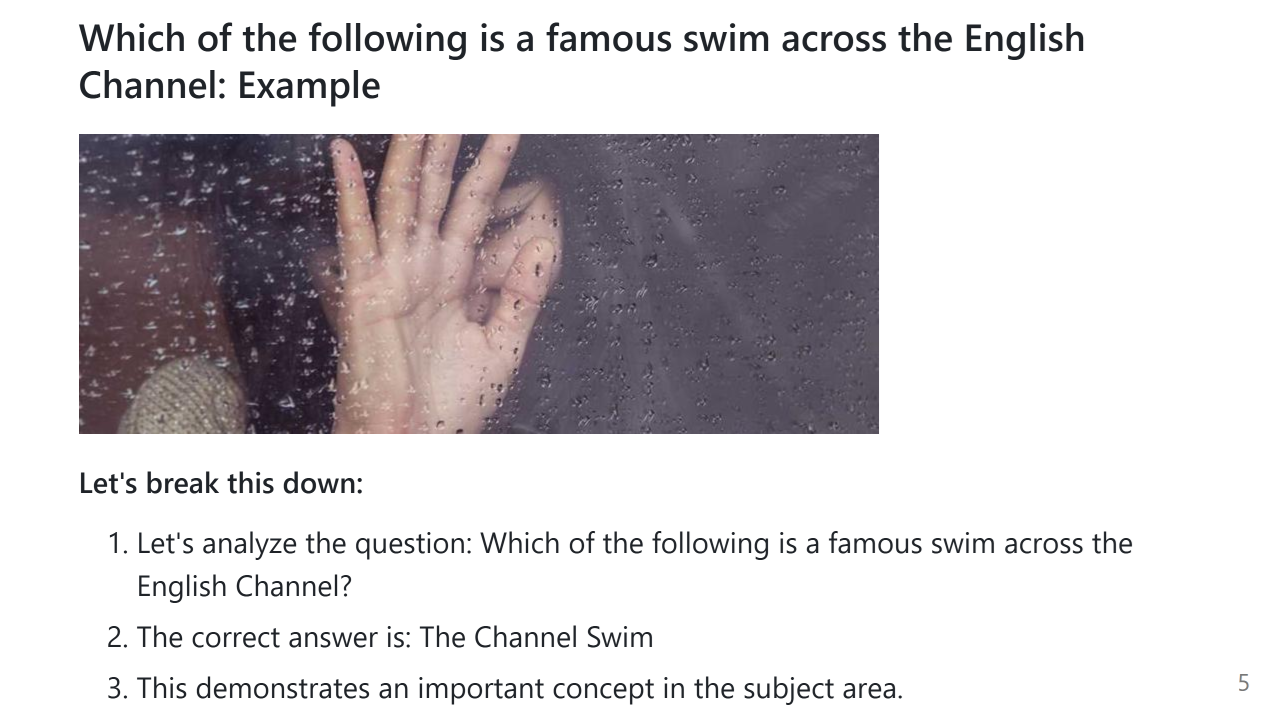 Which of the following is a famous swim across the English
Channel: Example
Let's break this down:
1. Let's analyze the question: Which of the following is a famous swim across the
English Channel?
2. The correct answer is: The Channel Swim
3. This demonstrates an important concept in the subject area.
5